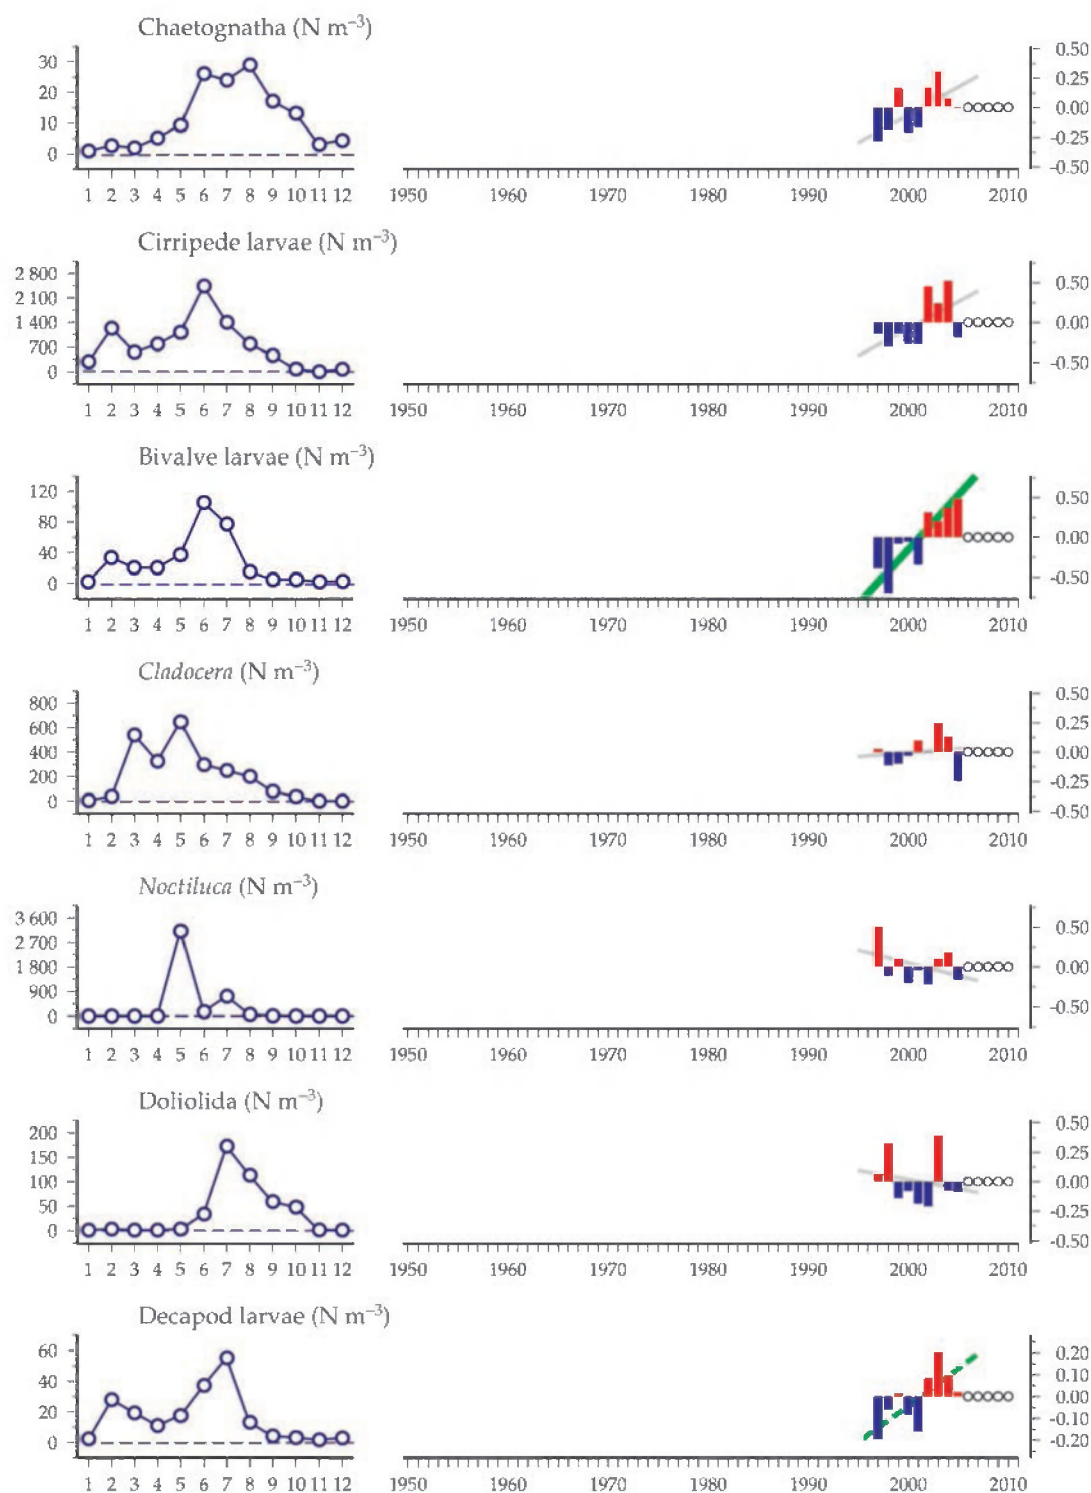 Chaetognatha (N m⁻³)
30
20
10
0
1 2 3 4 5 6 7 8 9 10 11 12
1950 1960 1970 1980 1990 2000 2010
0.50
0.25
0.00
-0.25
-0.50
Cirripede larvae (N m⁻³)
2 800
2 100
1 400
700
0
1 2 3 4 5 6 7 8 9 10 11 12
1950 1960 1970 1980 1990 2000 2010
0.50
0.00
-0.50
Bivalve larvae (N m⁻³)
120
80
40
0
1 2 3 4 5 6 7 8 9 10 11 12
1950 1960 1970 1980 1990 2000 2010
0.50
0.00
-0.50
Cladocera (N m⁻³)
800
600
400
200
0
1 2 3 4 5 6 7 8 9 10 11 12
1950 1960 1970 1980 1990 2000 2010
0.50
0.25
0.00
-0.25
-0.50
Noctiluca (N m⁻³)
3 600
2 700
1 800
900
0
1 2 3 4 5 6 7 8 9 10 11 12
1950 1960 1970 1980 1990 2000 2010
0.50
0.00
-0.50
Doliolida (N m⁻³)
200
150
100
50
0
1 2 3 4 5 6 7 8 9 10 11 12
1950 1960 1970 1980 1990 2000 2010
0.50
0.25
0.00
-0.25
-0.50
Decapod larvae (N m⁻³)
60
40
20
0
1 2 3 4 5 6 7 8 9 10 11 12
1950 1960 1970 1980 1990 2000 2010
0.20
0.10
0.00
-0.10
-0.20